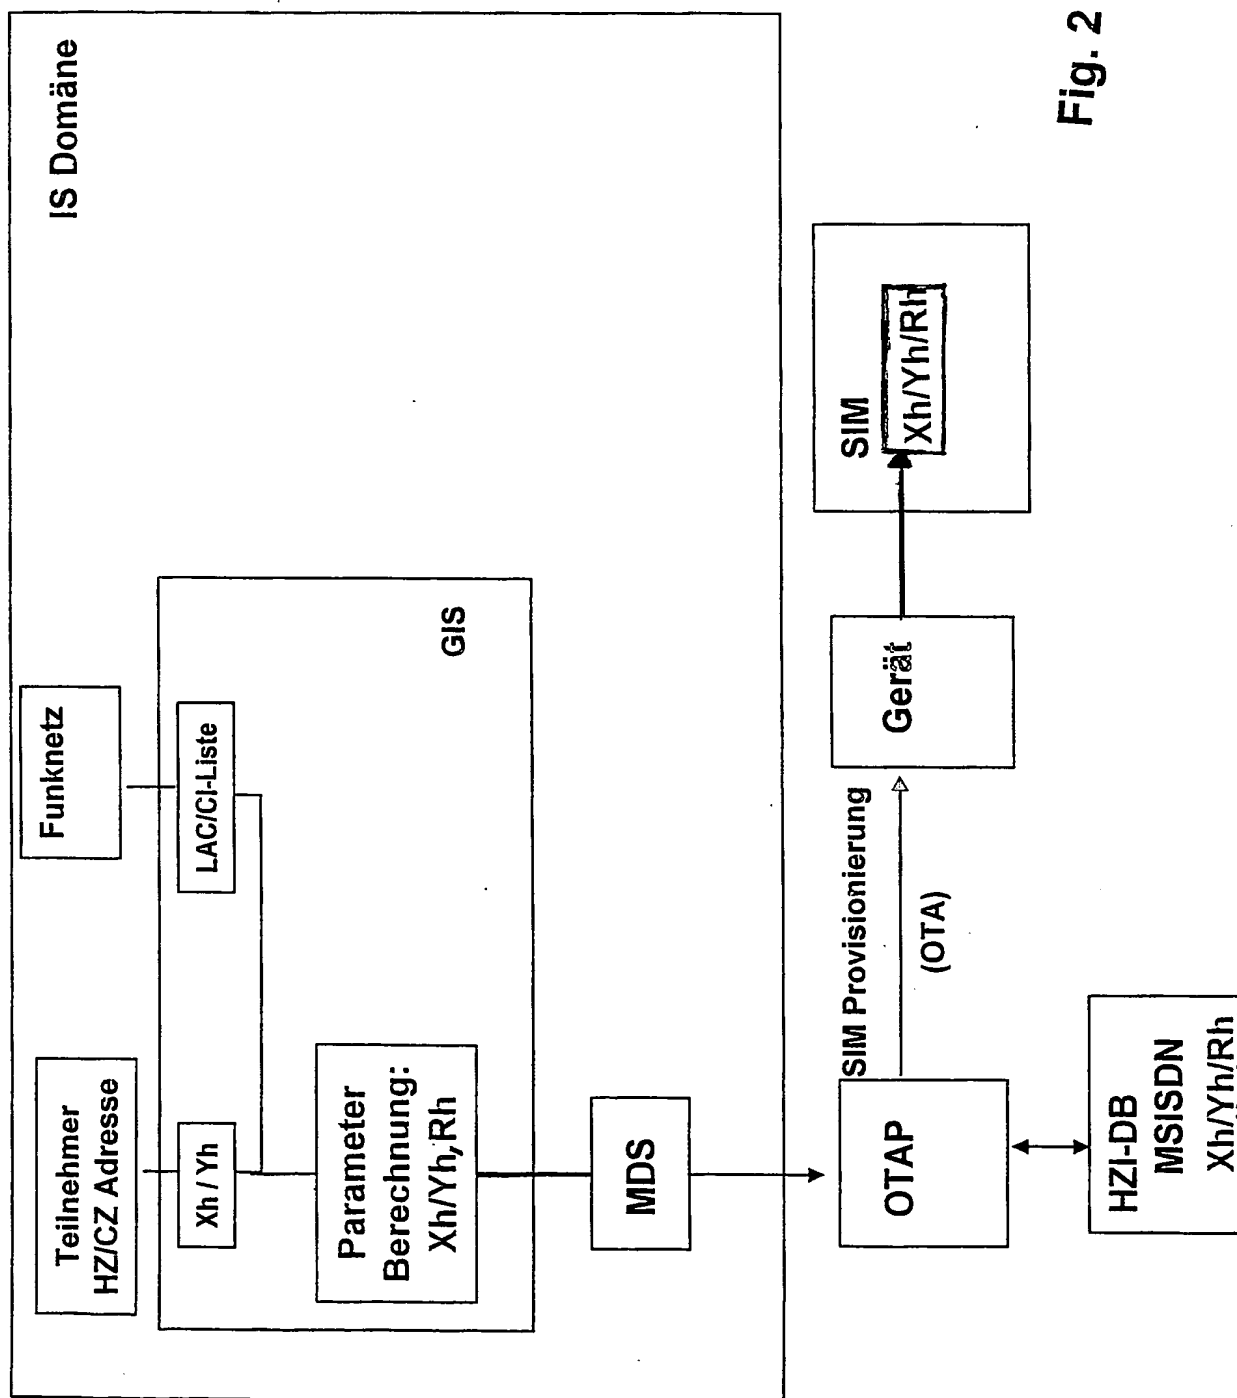 IS Domäne
Teilnehmer
HZ/CZ Adresse
Funknetz
Xh / Yh
LAC/CI-Liste
Parameter
Berechnung:
Xh/Yh,Rh
GIS
MDS
OTAP
SIM Provisionierung
(OTA)
Gerät
SIM
Xh/Yh/Rh
HZI-DB
MSISDN
Xh/Yh/Rh
Fig. 2